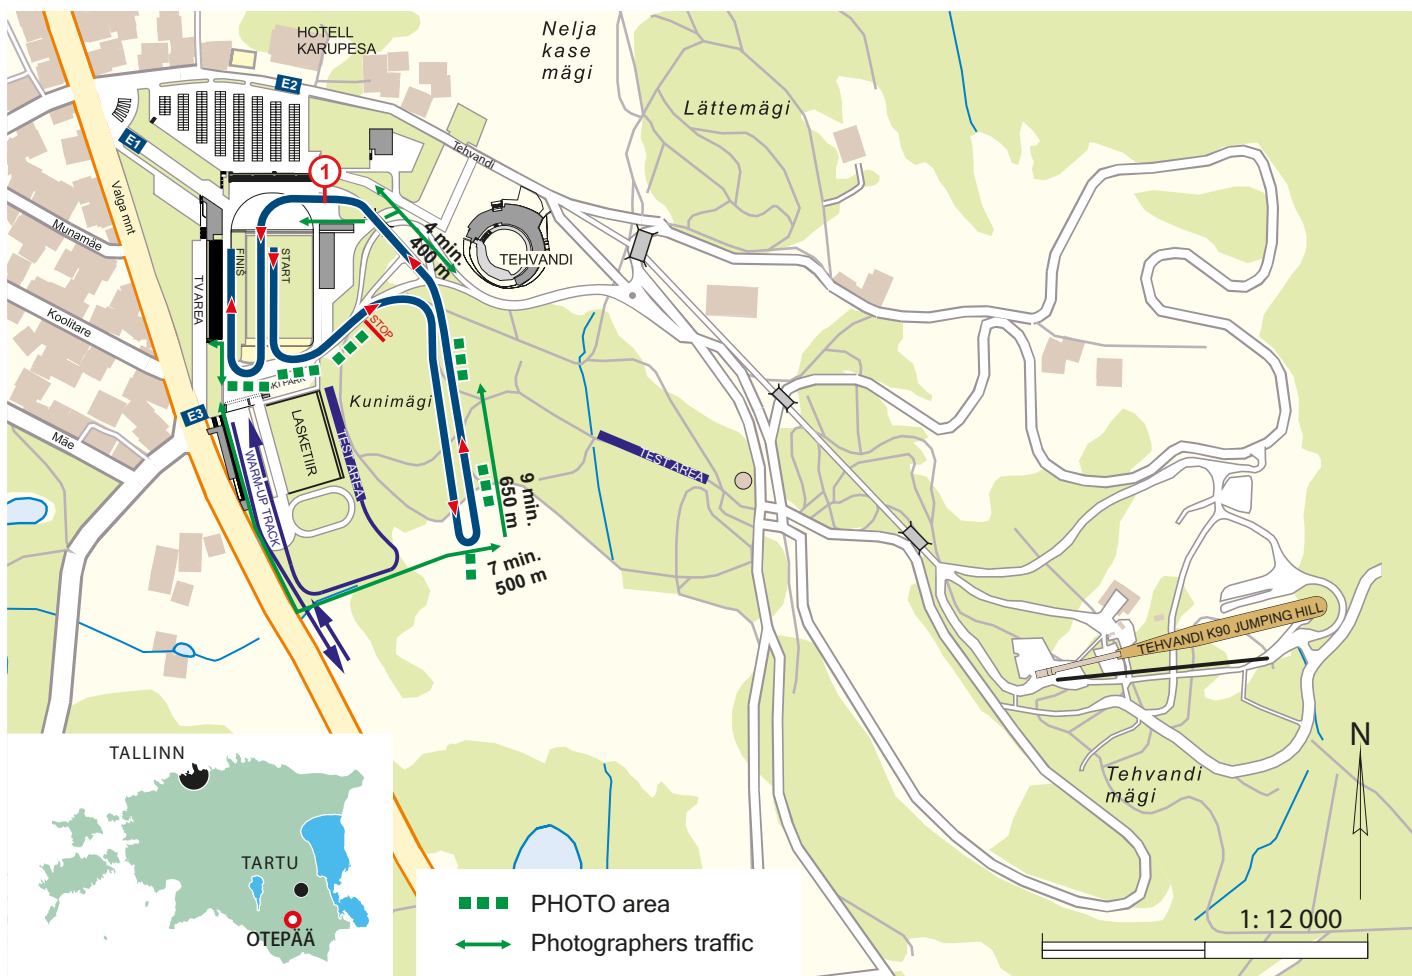 HOTELL
KARUPESA
Nelja
kase
mägi
Lättemägi
E2
E1
Tehvandi
1
Valga mnt
Munamäe
4 min.
400 m
TEHVANDI
FINIS
START
TV AREA
Koolitare
STOP
SKI PARK
Kunimägi
E3
Mäe
LASKETIIR
TEST AREA
TEST AREA
WARM-UP TRACK
9 min.
650 m
7 min.
500 m
TEHVANDI K90 JUMPING HILL
N
Tehvandi
mägi
TALLINN
TARTU
OTEPÄÄ
PHOTO area
Photographers traffic
1: 12 000